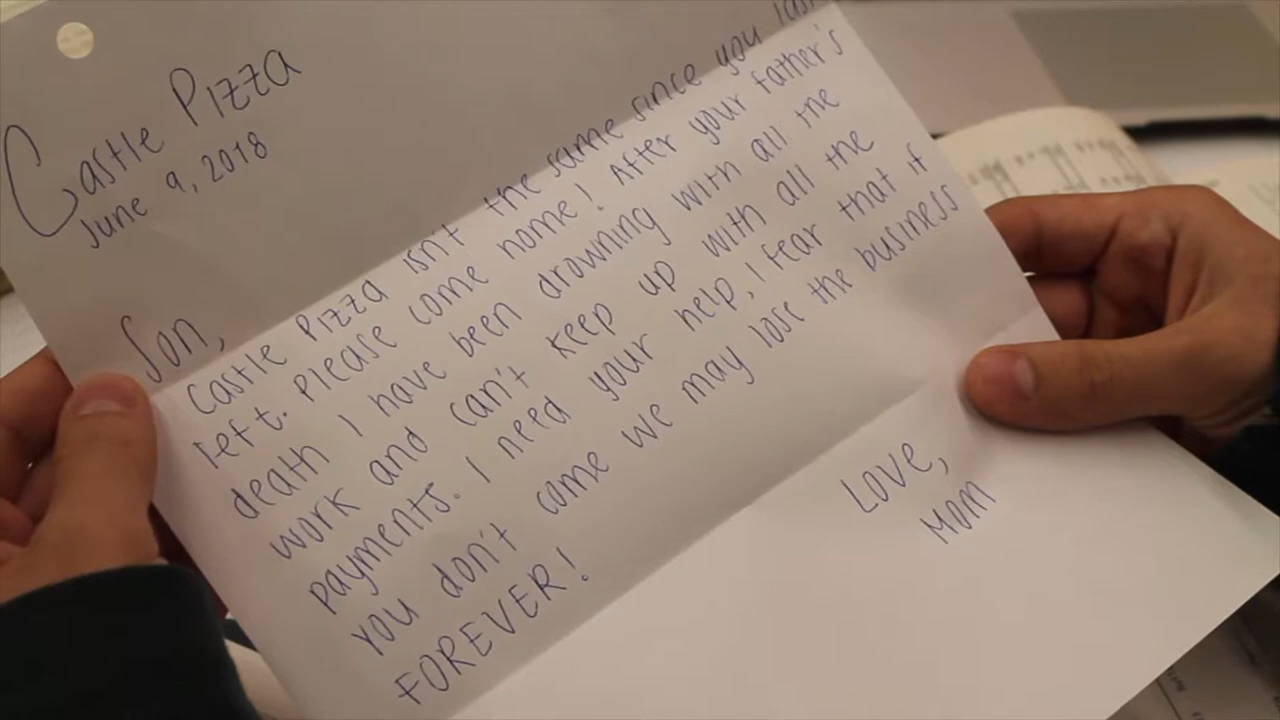 Castle Pizza
June 9, 2018
Son,
Castle Pizza isn't the same since you last
left. Please come home! After your father's
death I have been drowning with all the
work and can't keep up with all the
payments. I need your help, I fear that if
you don't come we may lose the business
FOREVER!
Love,
Mom